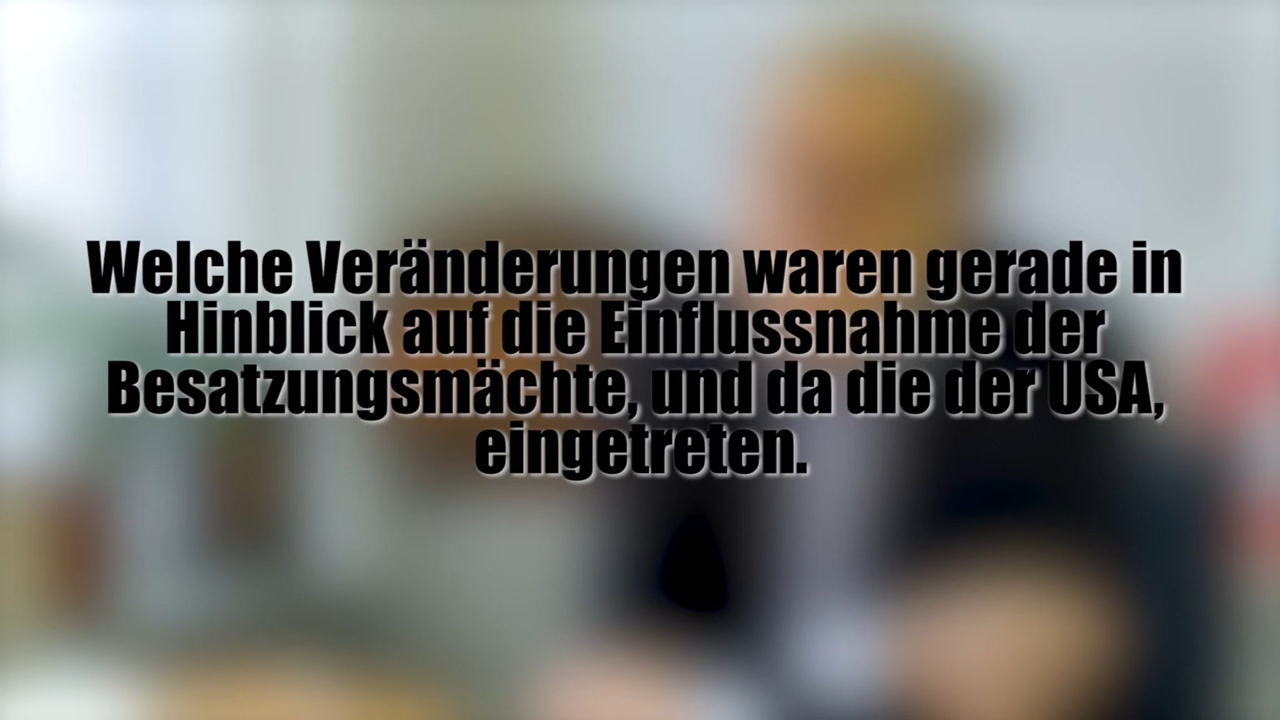 Welche Veränderungen waren gerade in
Hinblick auf die Einflussnahme der
Besatzungsmächte, und da die der USA,
eingetreten.